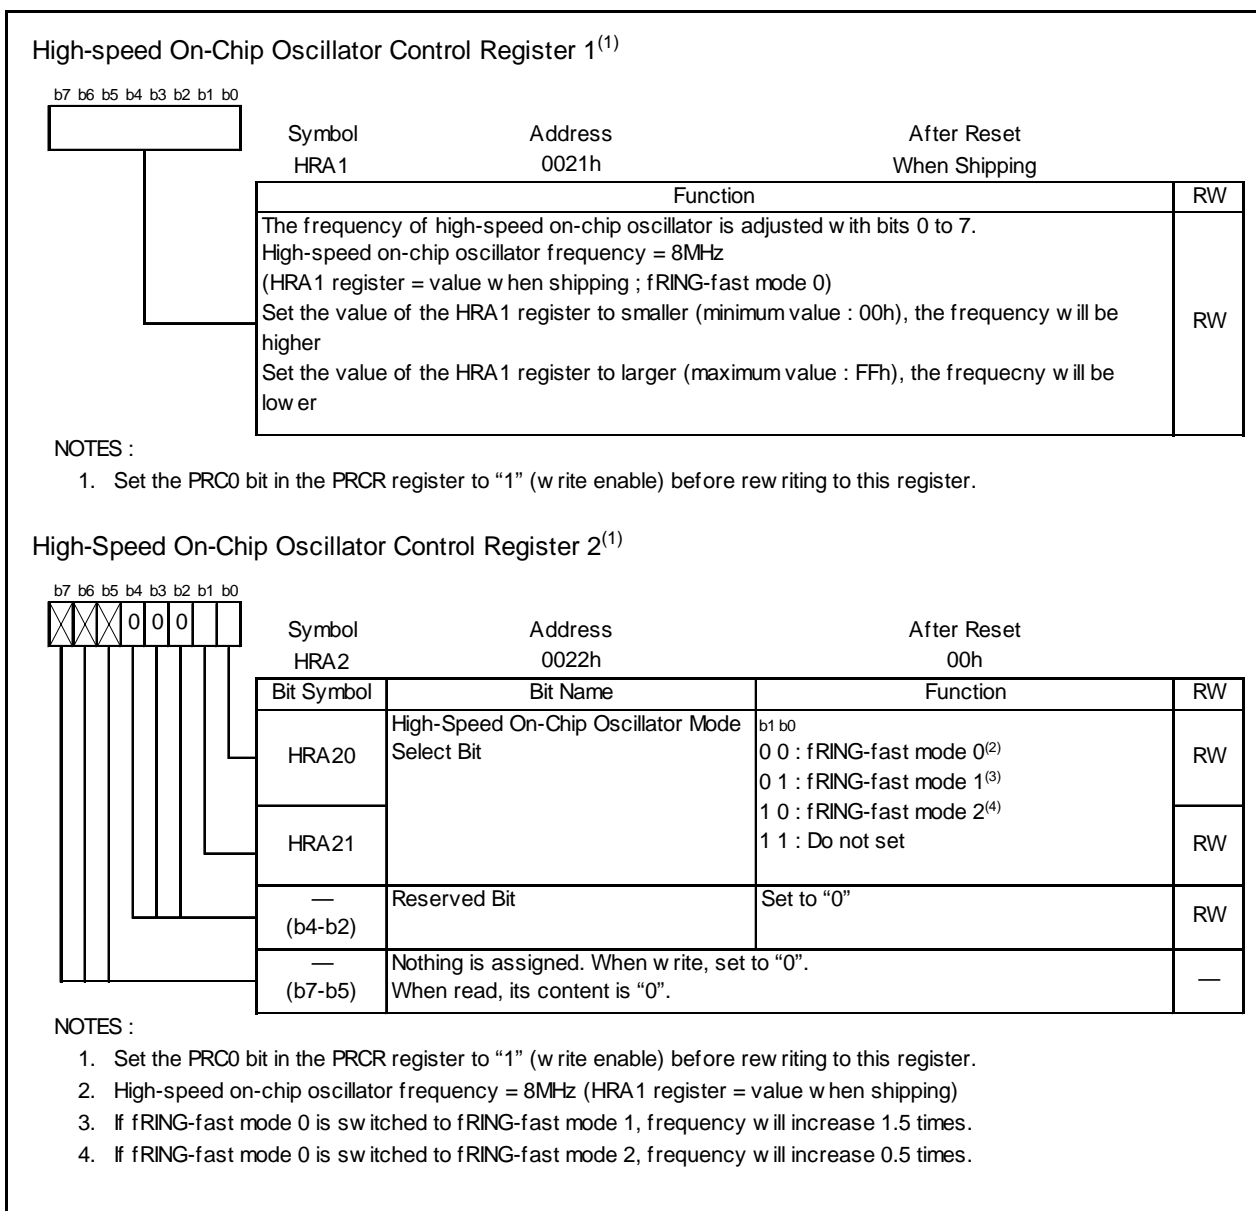 High-speed On-Chip Oscillator Control Register 1(1)
b7 b6 b5 b4 b3 b2 b1 b0
Symbol Address After Reset
HRA1 0021h When Shipping
Function RW
The frequency of high-speed on-chip oscillator is adjusted with bits 0 to 7.
High-speed on-chip oscillator frequency = 8MHz
(HRA1 register = value when shipping ; fRING-fast mode 0)
Set the value of the HRA1 register to smaller (minimum value : 00h), the frequency will be
higher
Set the value of the HRA1 register to larger (maximum value : FFh), the frequecny will be
lower
RW
NOTES :
1. Set the PRC0 bit in the PRCR register to “1” (write enable) before rewriting to this register.
High-Speed On-Chip Oscillator Control Register 2(1)
b7 b6 b5 b4 b3 b2 b1 b0
0 0 0
Symbol Address After Reset
HRA2 0022h 00h
Bit Symbol Bit Name Function RW
HRA20
High-Speed On-Chip Oscillator Mode
Select Bit
b1 b0
0 0 : fRING-fast mode 0(2)
0 1 : fRING-fast mode 1(3)
1 0 : fRING-fast mode 2(4)
1 1 : Do not set
RW
HRA21
RW
—
(b4-b2)
Reserved Bit
Set to “0”
RW
—
(b7-b5)
Nothing is assigned. When write, set to “0”.
When read, its content is “0”.
—
NOTES :
1. Set the PRC0 bit in the PRCR register to “1” (write enable) before rewriting to this register.
2. High-speed on-chip oscillator frequency = 8MHz (HRA1 register = value when shipping)
3. If fRING-fast mode 0 is switched to fRING-fast mode 1, frequency will increase 1.5 times.
4. If fRING-fast mode 0 is switched to fRING-fast mode 2, frequency will increase 0.5 times.